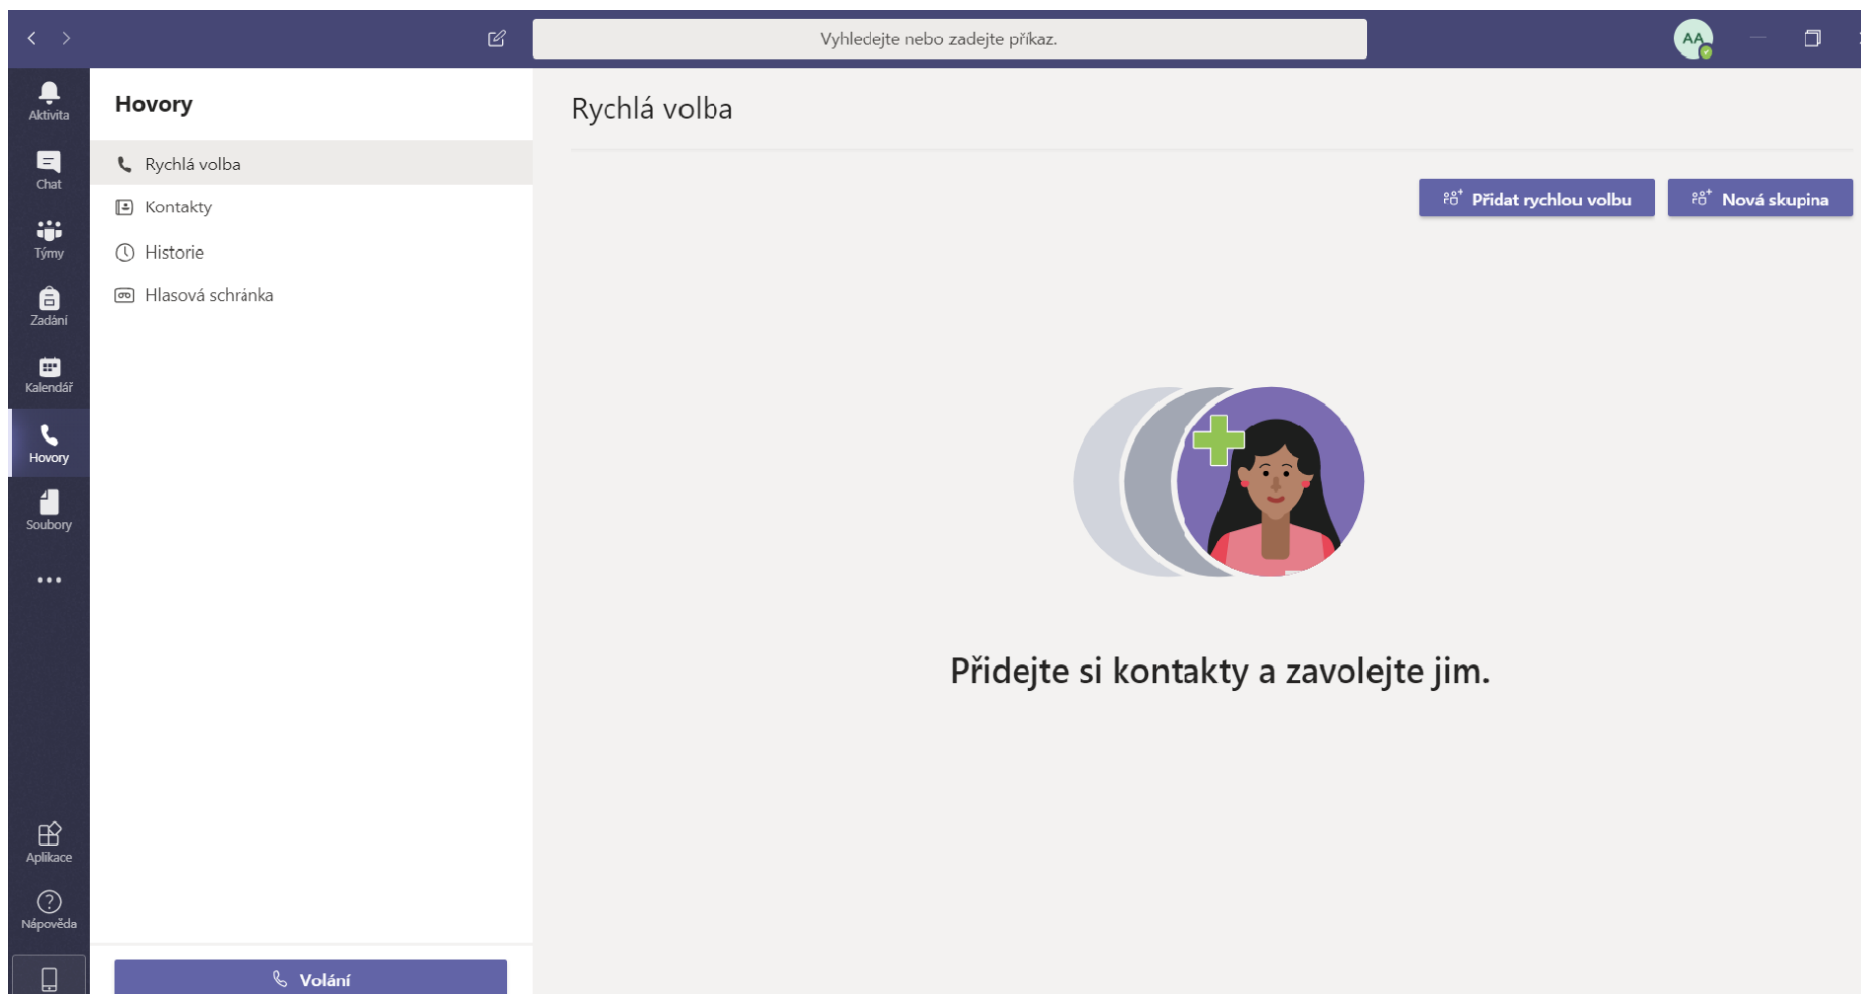 Vyhledejte nebo zadejte příkaz.
AA
Aktivita
Chat
Týmy
Zadání
Kalendář
Hovory
Soubory
Aplikace
Nápověda
Hovory
Rychlá volba
Kontakty
Historie
Hlasová schránka
Volání
Rychlá volba
Přidat rychlou volbu
Nová skupina
Přidejte si kontakty a zavolejte jim.